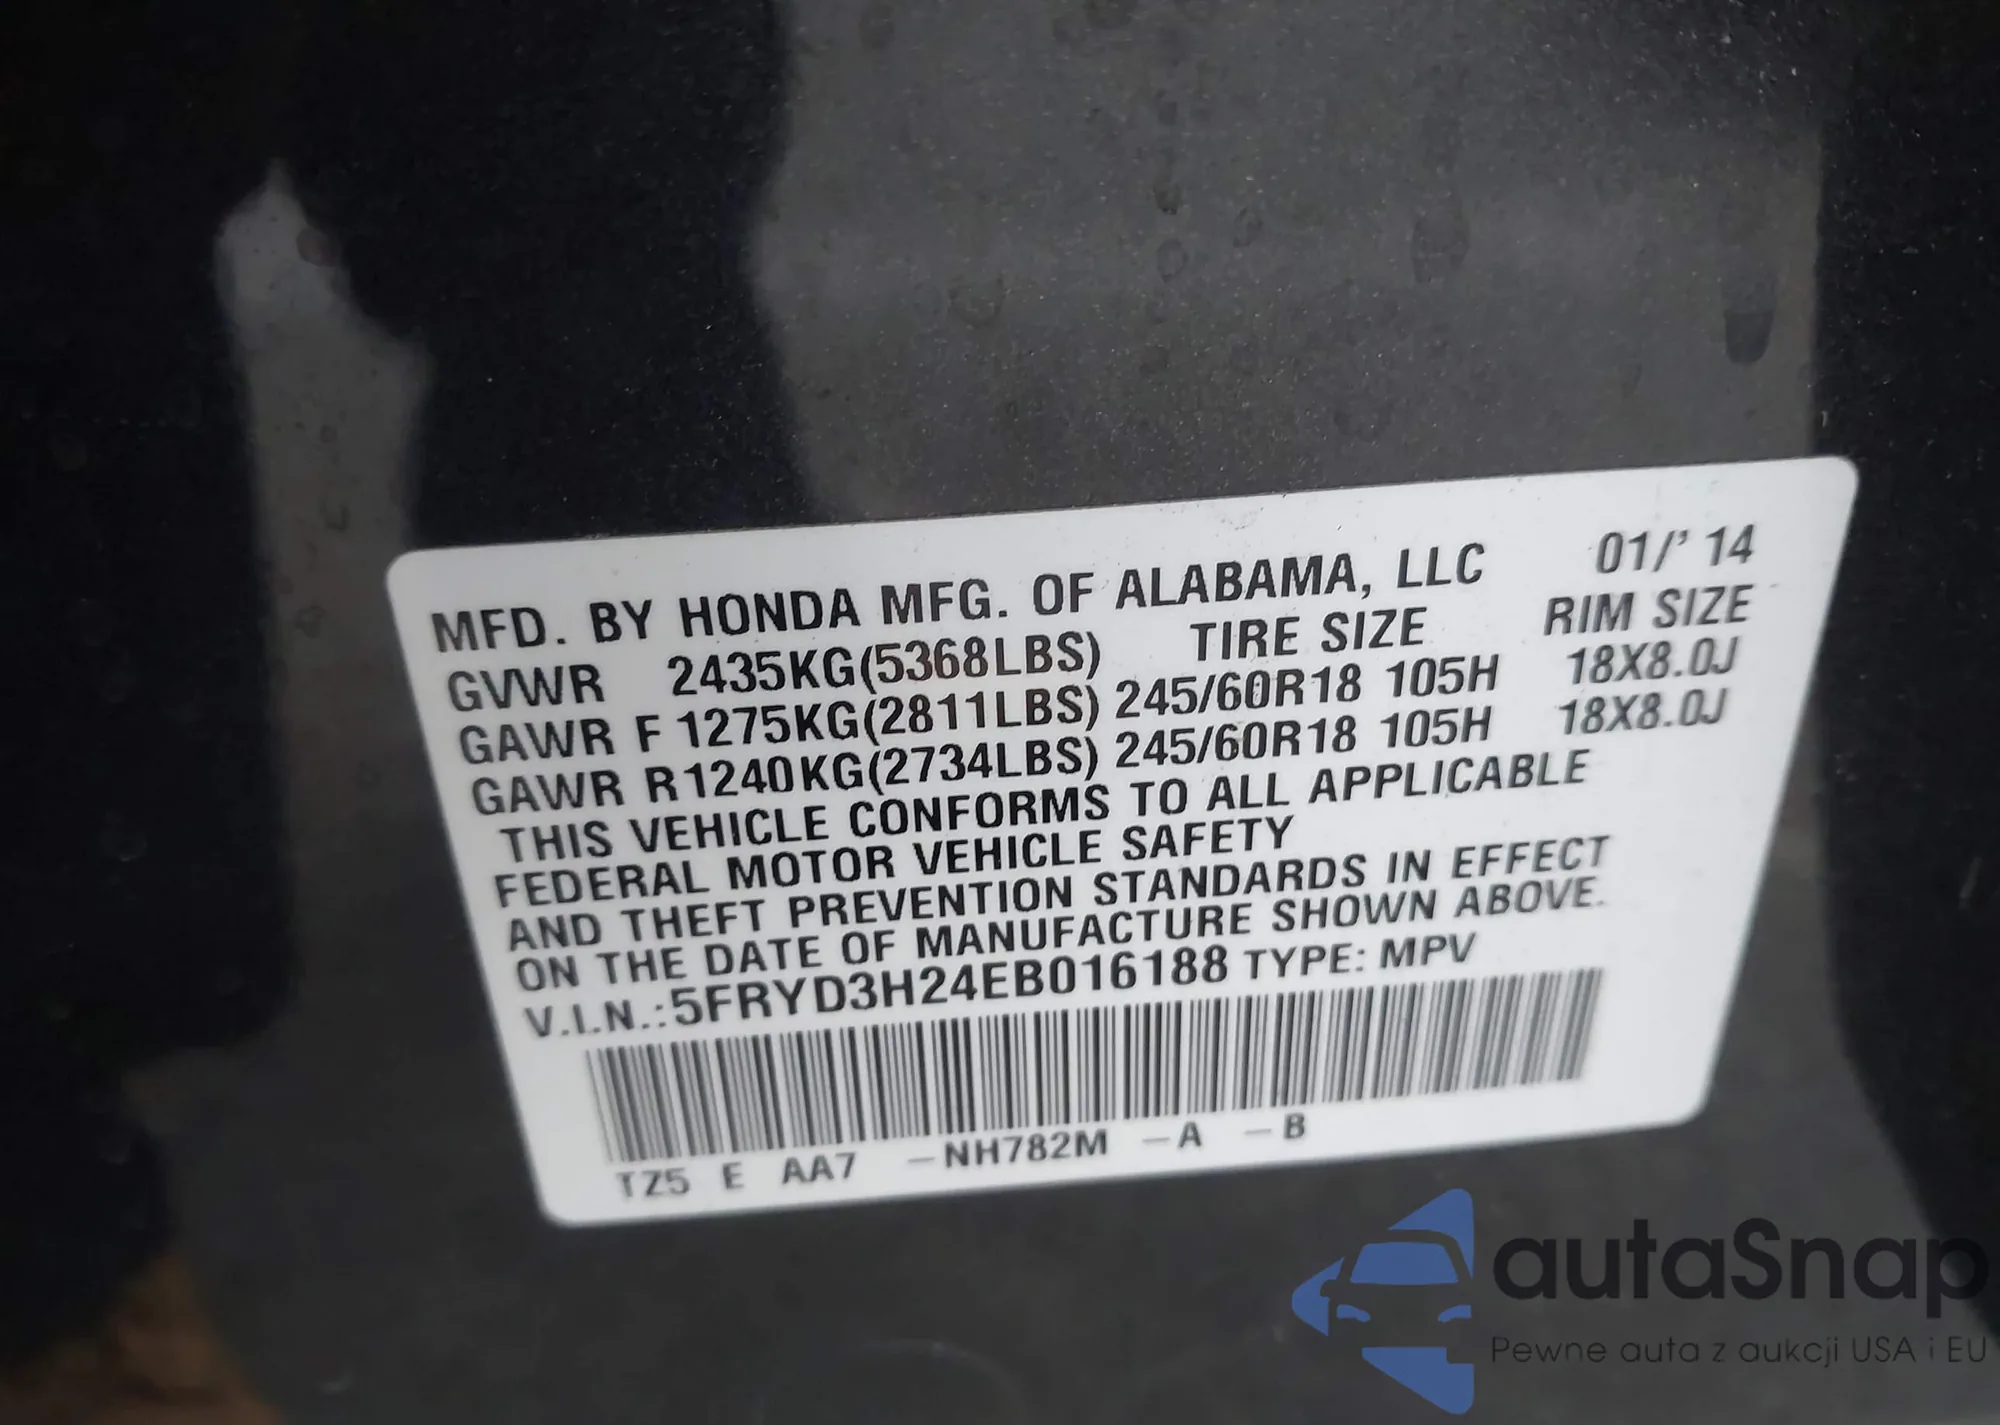 MFD. BY HONDA MFG. OF ALABAMA, LLC 01/' 14
GVWR 2435KG(5368LBS) TIRE SIZE RIM SIZE
GAWR F 1275KG(2811LBS) 245/60R18 105H 18X8.0J
GAWR R1240KG(2734LBS) 245/60R18 105H 18X8.0J
THIS VEHICLE CONFORMS TO ALL APPLICABLE
FEDERAL MOTOR VEHICLE SAFETY
AND THEFT PREVENTION STANDARDS IN EFFECT
ON THE DATE OF MANUFACTURE SHOWN ABOVE.
V.I.N.:5FRYD3H24EB016188 TYPE: MPV
TZ5 E AA7 -NH782M -A -B
autaSnap
Pewne auta z aukcji USA i EU